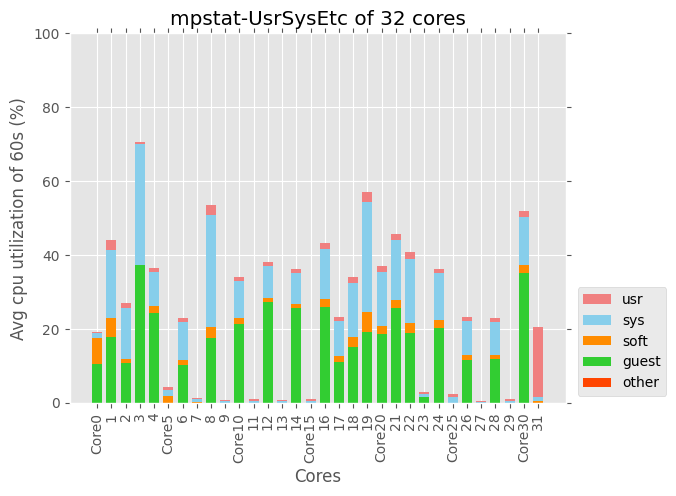 mpstat-UsrSysEtc of 32 cores
Avg cpu utilization of 60s (%)
100
80
60
40
20
0
Core0
1
2
3
4
Core5
6
7
8
9
Core10
11
12
13
14
Core15
16
17
18
19
Core20
21
22
23
24
Core25
26
27
28
29
Core30
31
Cores
usr
sys
soft
guest
other